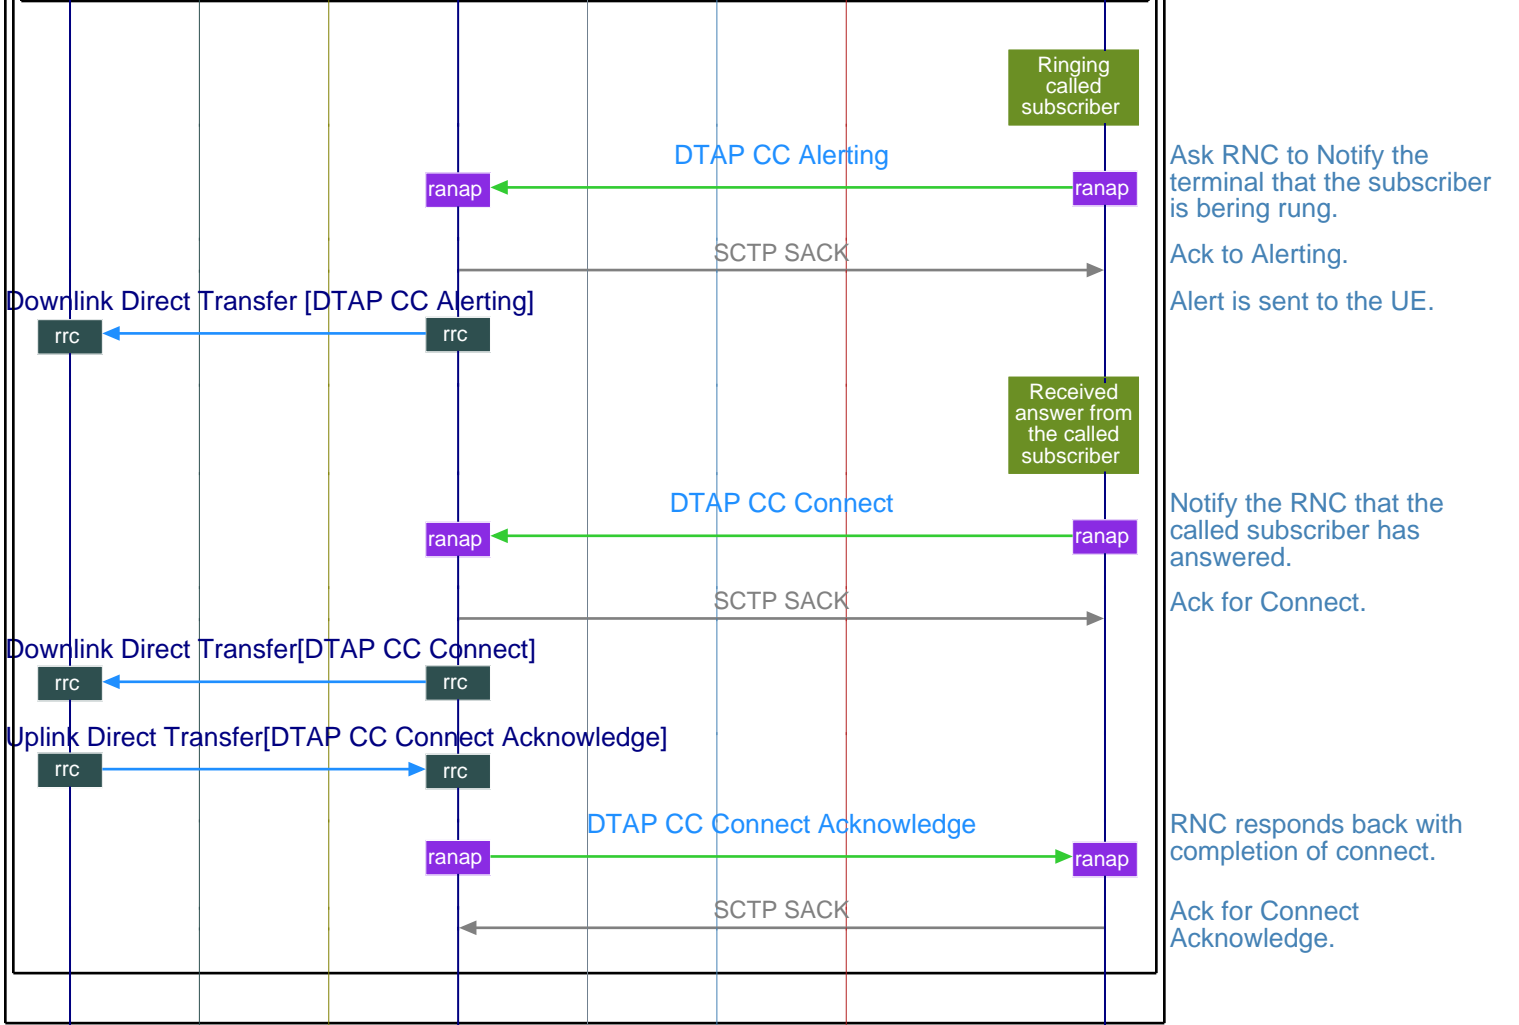 Ringing
called
subscriber
DTAP CC Alerting
Ask RNC to Notify the
terminal that the subscriber
is bering rung.
ranap
ranap
SCTP SACK
Ack to Alerting.
Downlink Direct Transfer [DTAP CC Alerting]
Alert is sent to the UE.
rrc
rrc
Received
answer from
the called
subscriber
DTAP CC Connect
Notify the RNC that the
called subscriber has
answered.
ranap
ranap
SCTP SACK
Ack for Connect.
Downlink Direct Transfer[DTAP CC Connect]
rrc
rrc
Uplink Direct Transfer[DTAP CC Connect Acknowledge]
rrc
rrc
DTAP CC Connect Acknowledge
RNC responds back with
completion of connect.
ranap
ranap
SCTP SACK
Ack for Connect
Acknowledge.